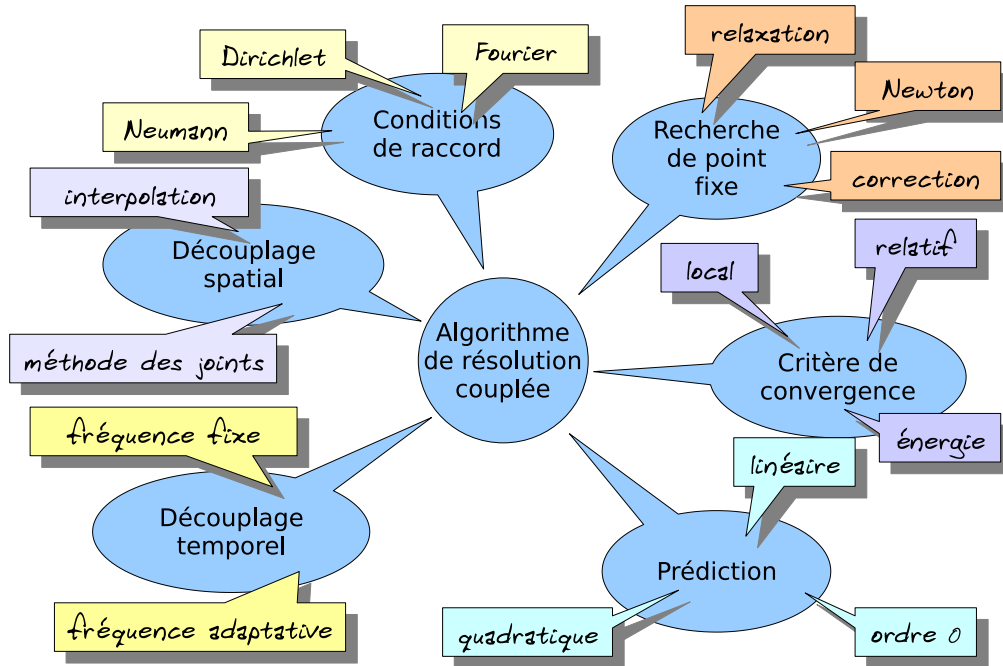 relaxation
Dirichlet
Fourier
Newton
Neumann
Conditions
de raccord
Recherche
de point
fixe
correction
interpolation
Découplage
spatial
local
relatif
méthode des joints
Algorithme
de résolution
couplée
Critère de
convergence
énergie
fréquence fixe
linéaire
Découplage
temporel
Prédiction
fréquence adaptative
quadratique
ordre 0